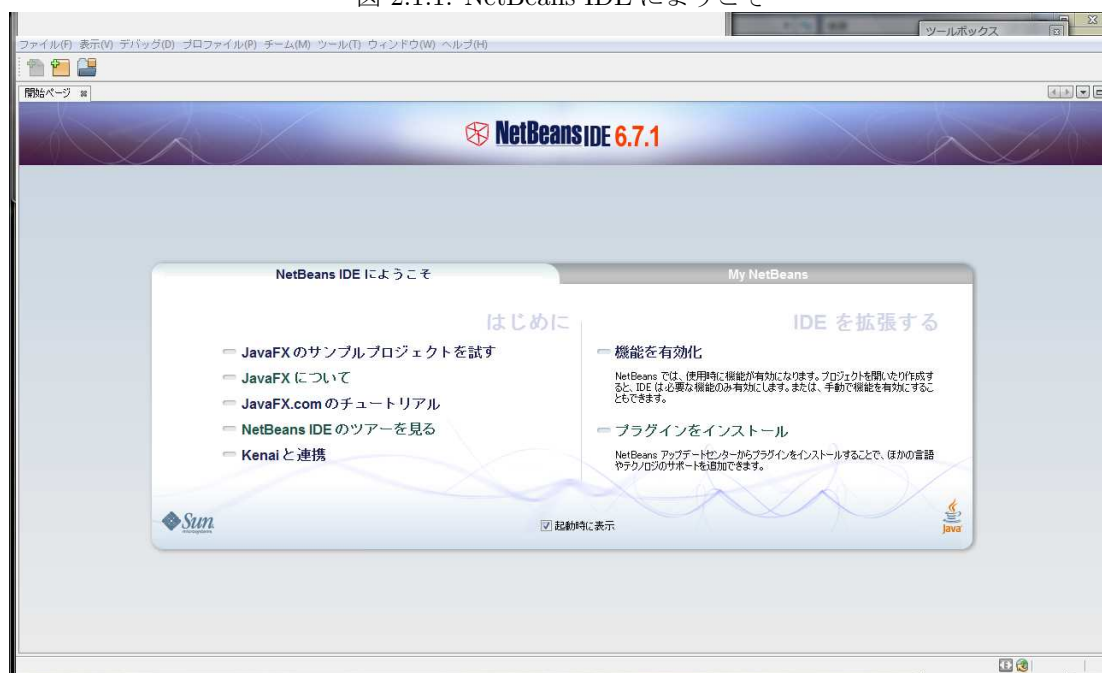 図 2.1.1: NetBeans IDE にようこそ
ツールボックス
ファイル(F) 表示(V) デバッグ(D) プロファイル(P) チーム(M) ツール(T) ウィンドウ(W) ヘルプ(H)
開始ページ
NetBeans IDE 6.7.1
NetBeans IDE にようこそ
My NetBeans
はじめに
JavaFX のサンプルプロジェクトを試す
JavaFX について
JavaFX.com のチュートリアル
NetBeans IDE のツアーを見る
Kenai と連携
IDE を拡張する
機能を有効化
NetBeans では、使用時に機能が有効になります。プロジェクトを開いたり作成す
ると、IDE は必要な機能のみ有効にします。または、手動で機能を有効にするこ
ともできます。
プラグインをインストール
NetBeans アップデートセンターからプラグインをインストールすることで、ほかの言語
やテクノロジのサポートを追加できます。
Sun
起動時に表示
Java